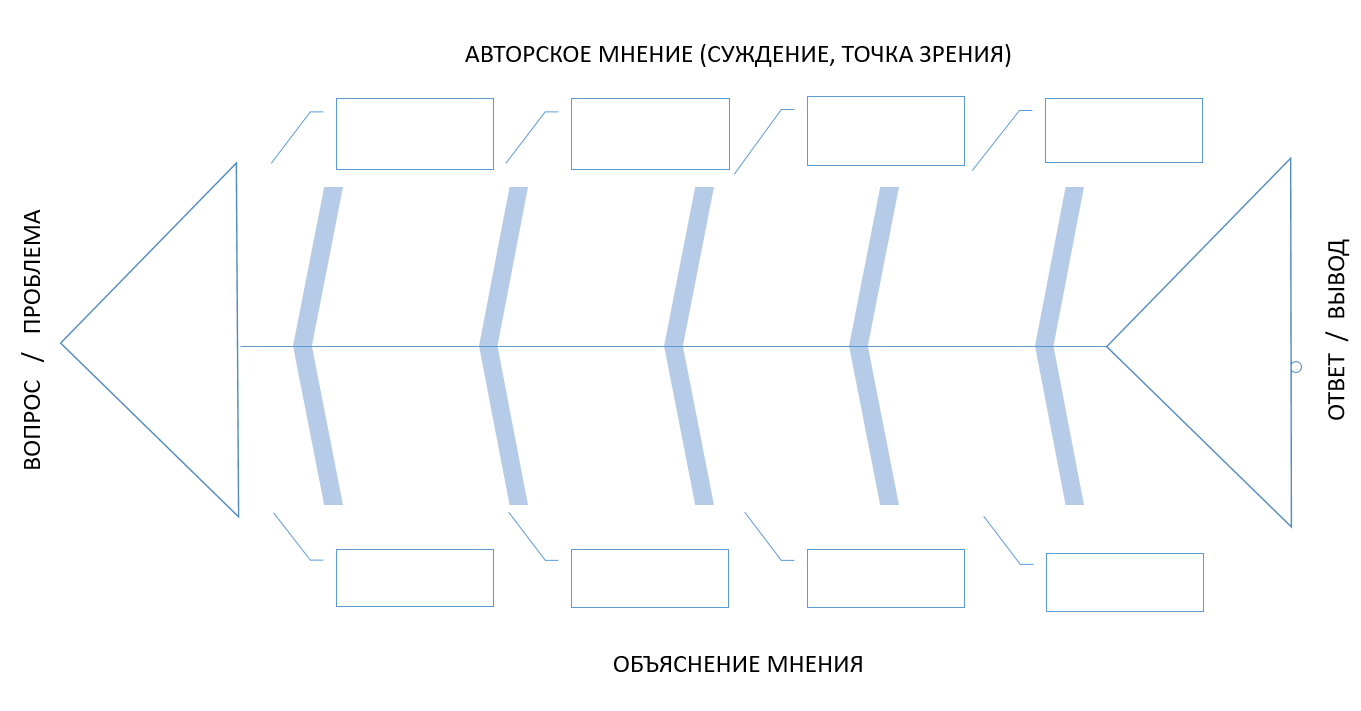 АВТОРСКОЕ МНЕНИЕ (СУЖДЕНИЕ, ТОЧКА ЗРЕНИЯ)
ВОПРОС / ПРОБЛЕМА
ОТВЕТ / ВЫВОД
ОБЪЯСНЕНИЕ МНЕНИЯ